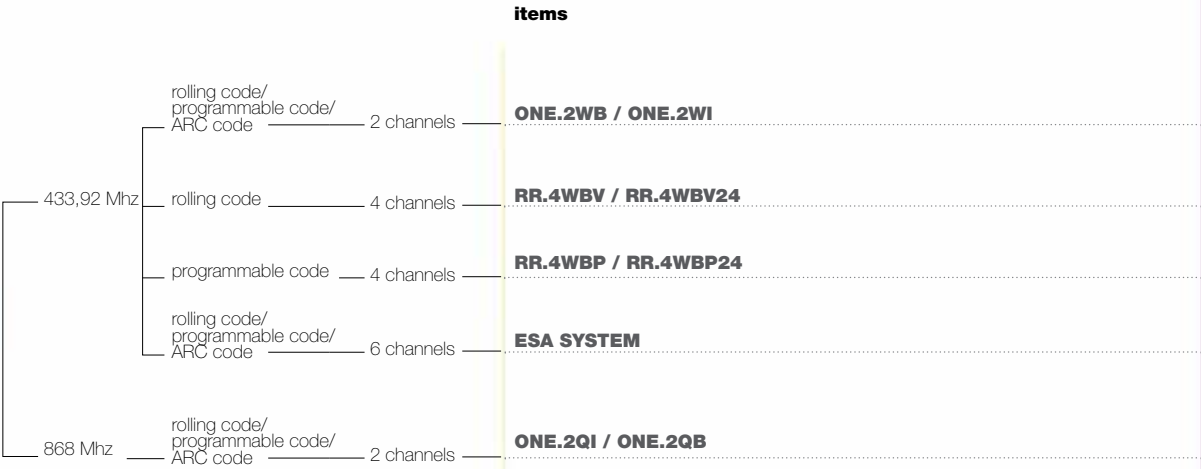 items
rolling code/
programmable code/
ARC code
2 channels
ONE.2WB / ONE.2WI
433,92 Mhz
rolling code
4 channels
RR.4WBV / RR.4WBV24
programmable code
4 channels
RR.4WBP / RR.4WBP24
rolling code/
programmable code/
ARC code
6 channels
ESA SYSTEM
868 Mhz
rolling code/
programmable code/
ARC code
2 channels
ONE.2QI / ONE.2QB